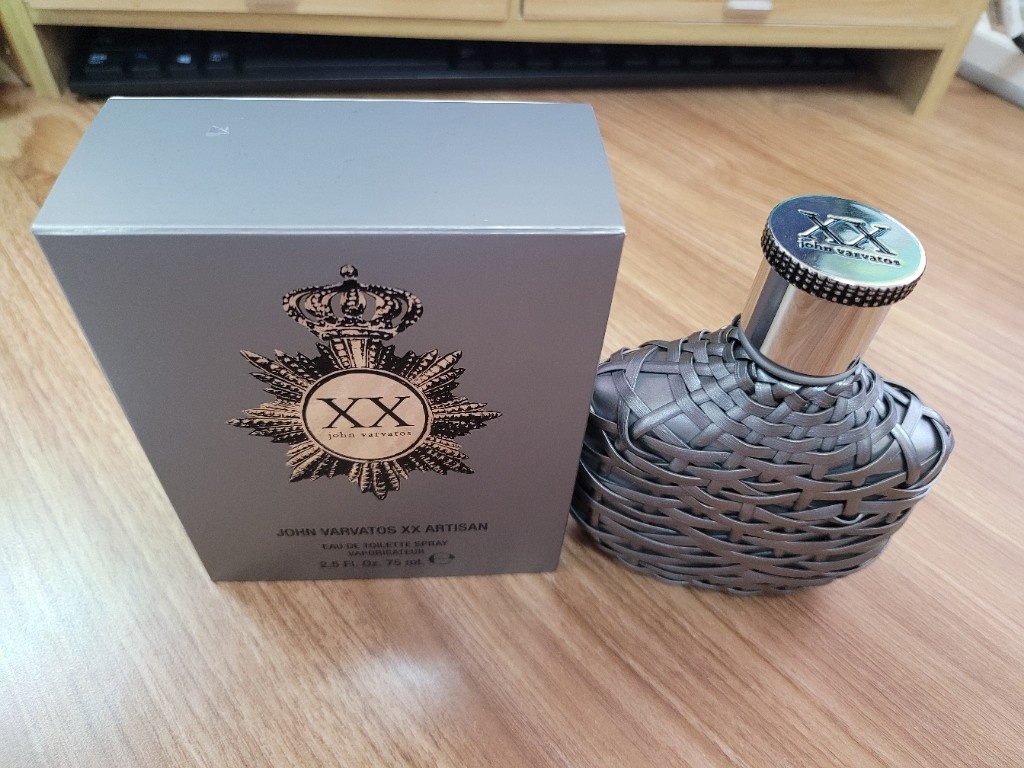 XX
john varvatos
JOHN VARVATOS XX ARTISAN
EAU DE TOILETTE SPRAY
VAPORISATEUR
2.5 Fl. Oz. 75 mL ℮
XX
john varvatos